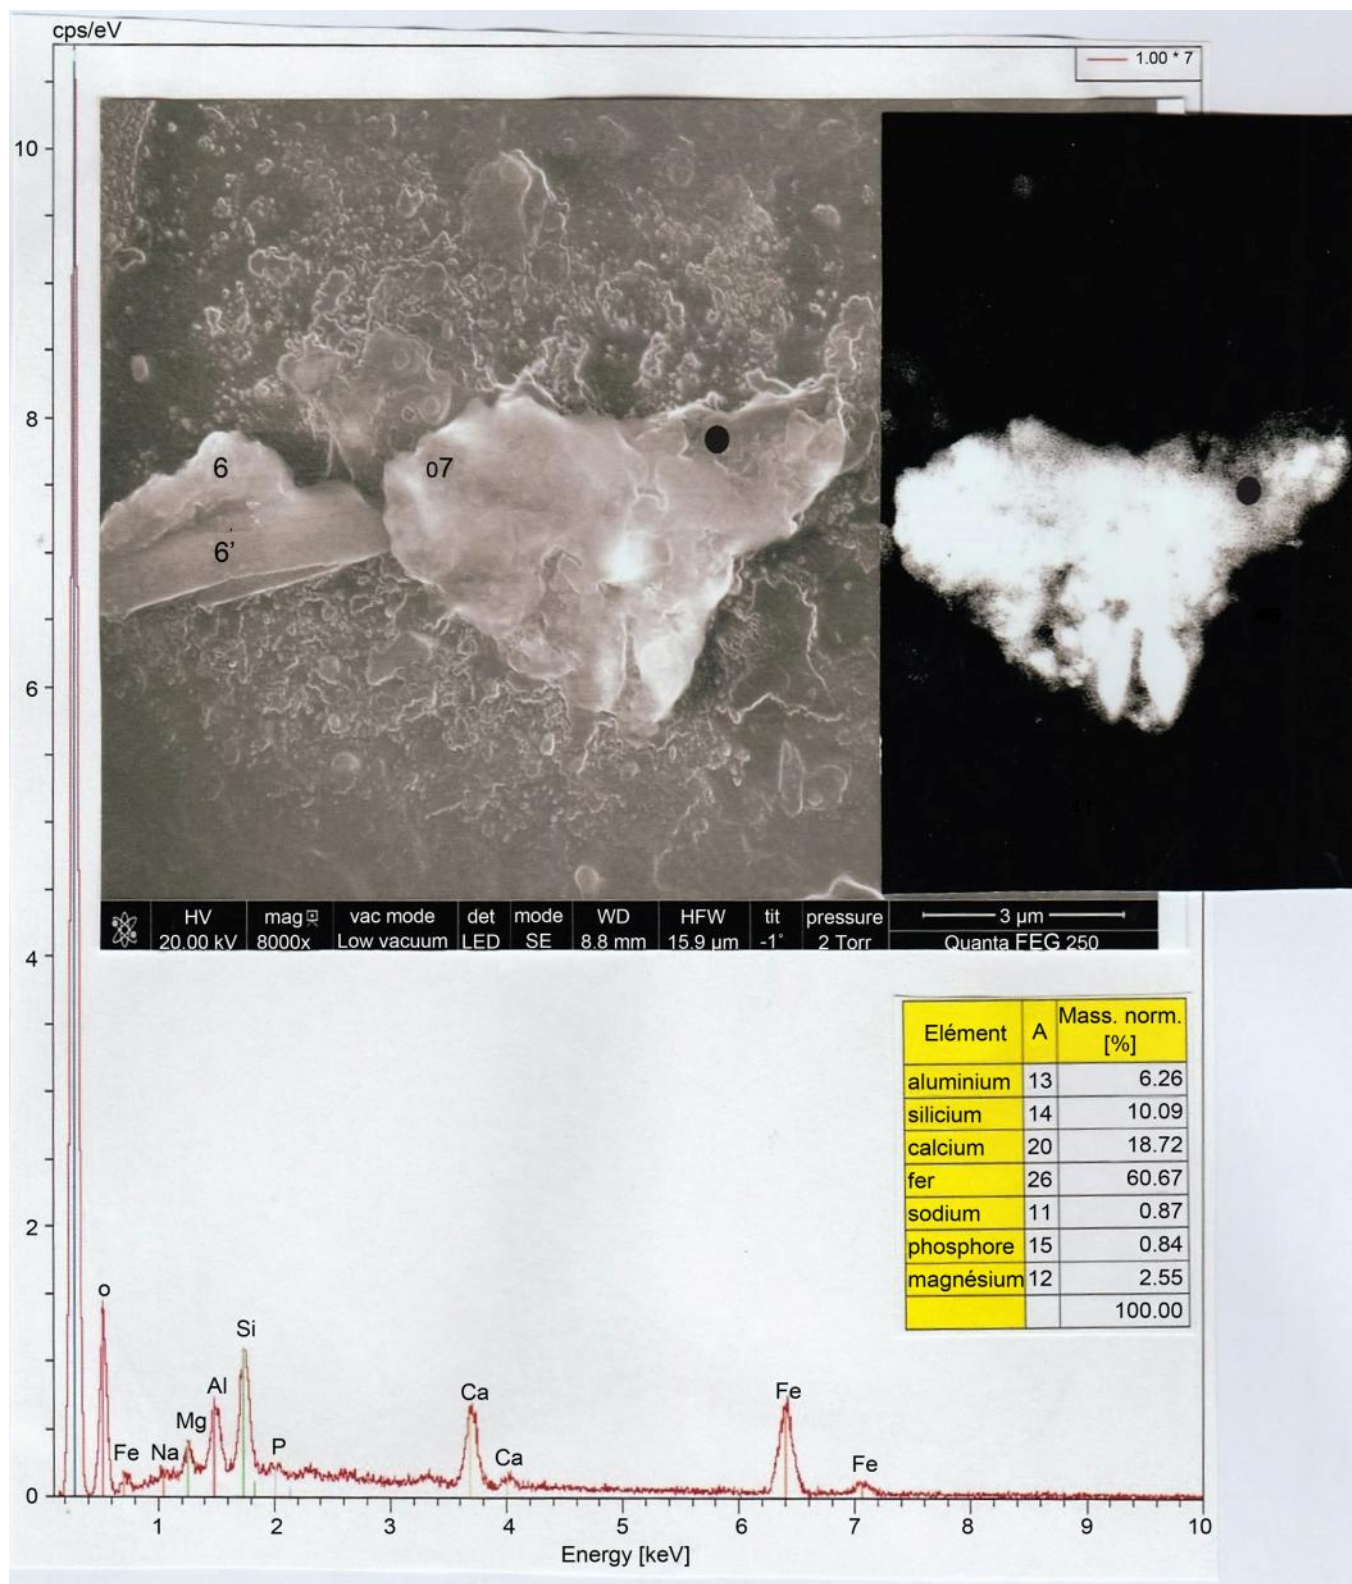 cps/eV
1.00 * 7
10
8
6
4
2
0
6
6'
o7
HV mag vac mode det mode WD HFW tit pressure 3 µm
20.00 kV 8000x Low vacuum LED SE 8.8 mm 15.9 µm -1° 2 Torr Quanta FEG 250
Elément A Mass. norm. [%]
aluminium 13 6.26
silicium 14 10.09
calcium 20 18.72
fer 26 60.67
sodium 11 0.87
phosphore 15 0.84
magnésium 12 2.55
100.00
o
Fe
Na
Mg
Al
Si
P
Ca
Ca
Fe
Fe
1 2 3 4 5 6 7 8 9 10
Energy [keV]